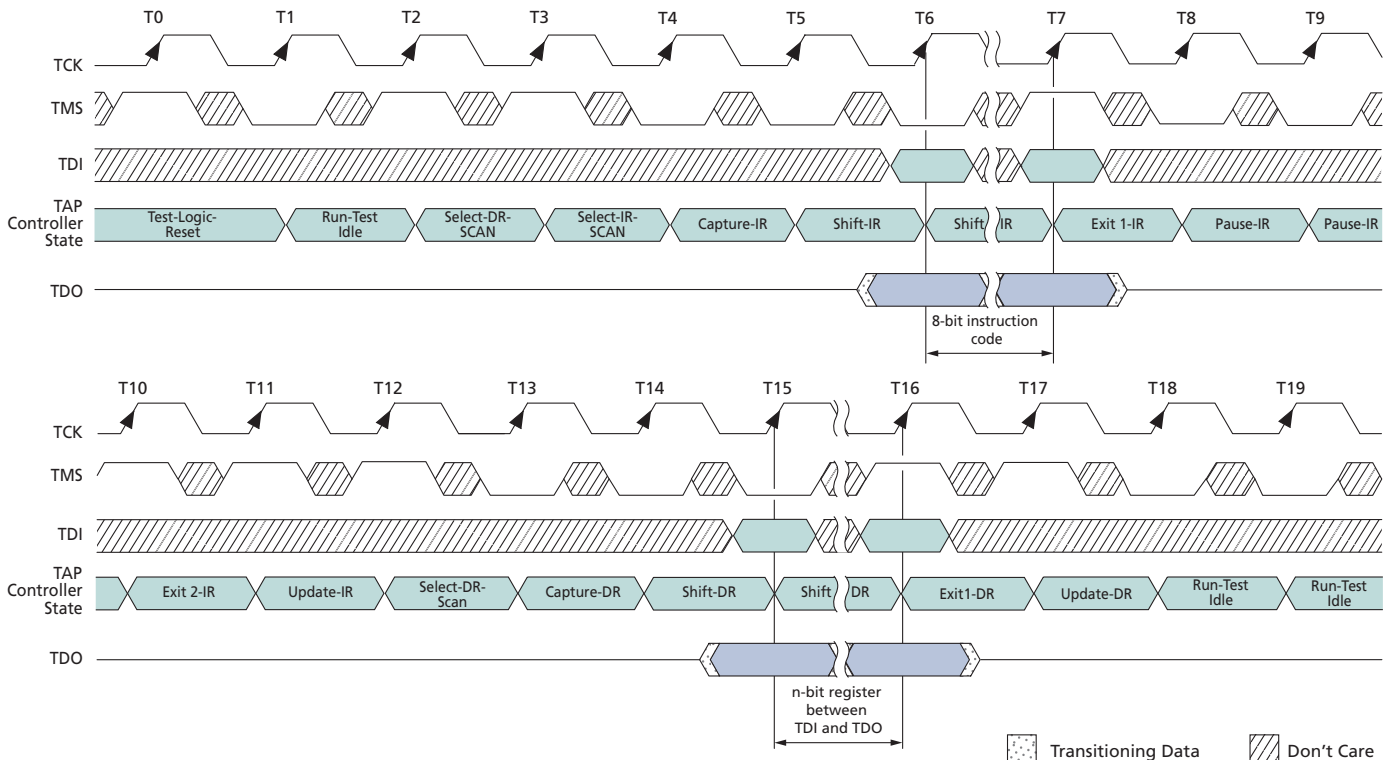 T0 T1 T2 T3 T4 T5 T6 T7 T8 T9
TCK
TMS
TDI
TAP
Controller
State
Test-Logic-
Reset
Run-Test
Idle
Select-DR-
SCAN
Select-IR-
SCAN
Capture-IR
Shift-IR
Shift IR
Exit 1-IR
Pause-IR
Pause-IR
TDO
8-bit instruction
code
T10 T11 T12 T13 T14 T15 T16 T17 T18 T19
TCK
TMS
TDI
TAP
Controller
State
Exit 2-IR
Update-IR
Select-DR-
Scan
Capture-DR
Shift-DR
Shift DR
Exit1-DR
Update-DR
Run-Test
Idle
Run-Test
Idle
TDO
n-bit register
between
TDI and TDO
Transitioning Data
Don't Care